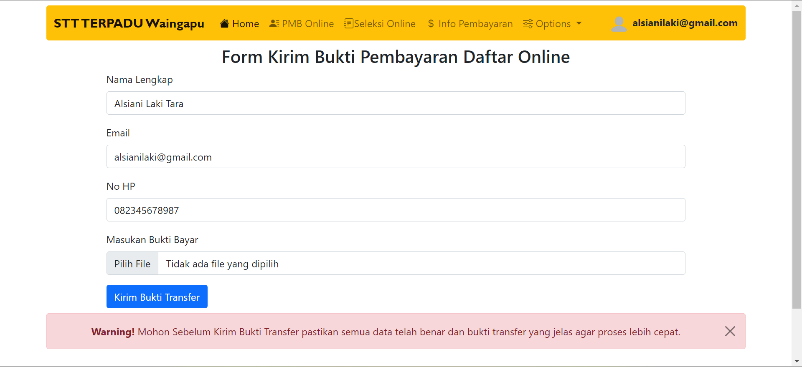 STT TERPADU Waingapu Home PMB Online Seleksi Online $ Info Pembayaran Options alsianilaki@gmail.com
Form Kirim Bukti Pembayaran Daftar Online
Nama Lengkap
Alsiani Laki Tara
Email
alsianilaki@gmail.com
No HP
082345678987
Masukan Bukti Bayar
Pilih File Tidak ada file yang dipilih
Kirim Bukti Transfer
Warning! Mohon Sebelum Kirim Bukti Transfer pastikan semua data telah benar dan bukti transfer yang jelas agar proses lebih cepat.